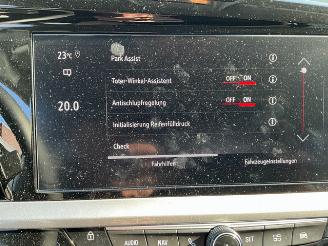 23°C
Park Assist
Toter-Winkel-Assistent OFF ON
20.0
Antischlupfregelung OFF ON
Initialisierung Reifenfülldruck
Check
Fahrhilfen Fahrzeugeinstellungen
AUDIO NAV SET